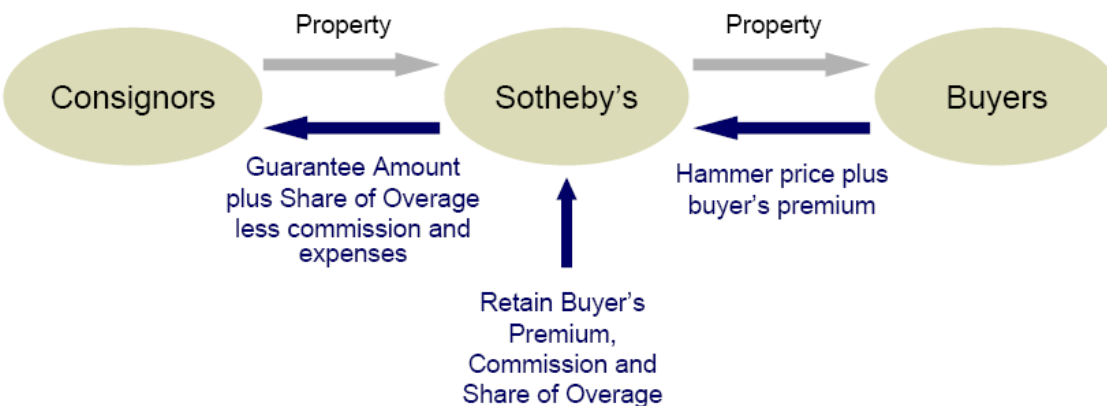 Property
Property
Consignors
Sotheby's
Buyers
Guarantee Amount
plus Share of Overage
less commission and
expenses
Hammer price plus
buyer's premium
Retain Buyer's
Premium,
Commission and
Share of Overage